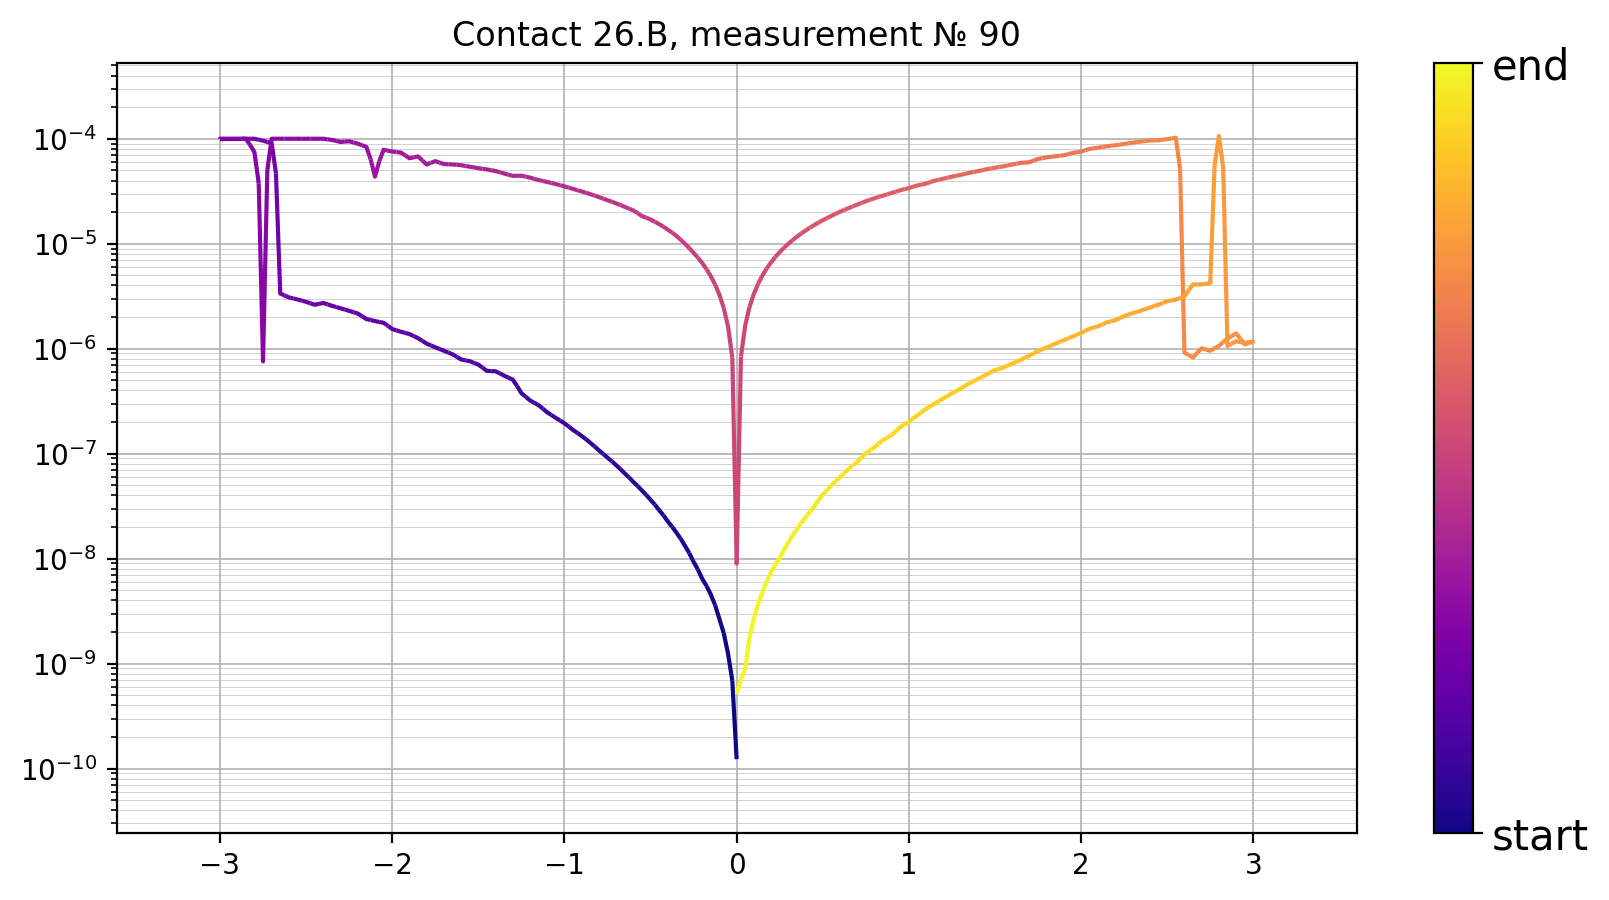 Contact 26.B, measurement № 90
10⁻⁴
10⁻⁵
10⁻⁶
10⁻⁷
10⁻⁸
10⁻⁹
10⁻¹⁰
−3 −2 −1 0 1 2 3
end
start